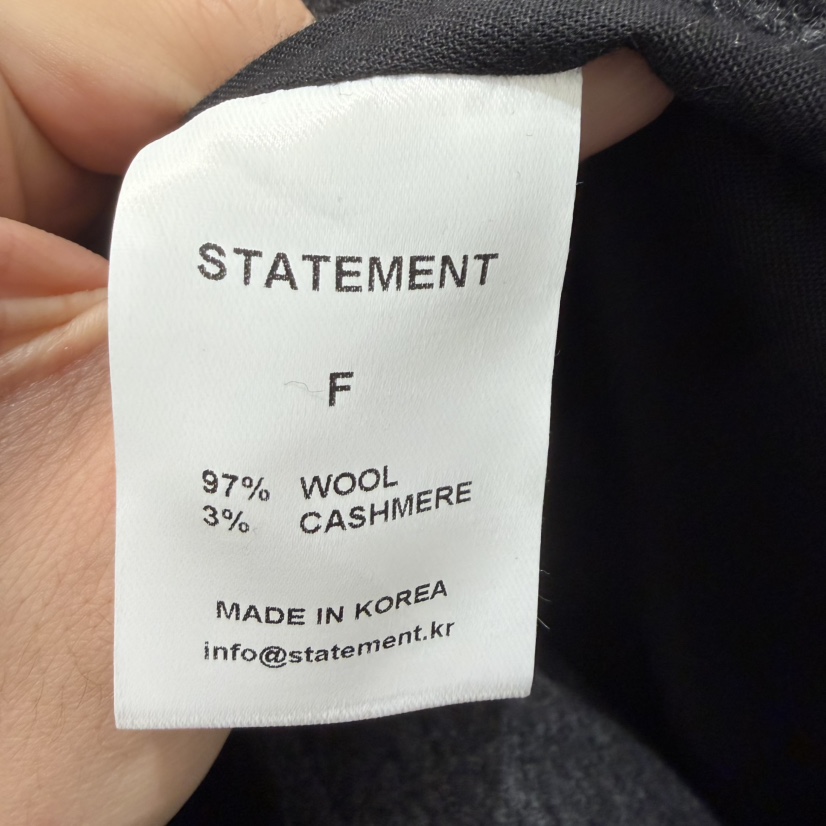 STATEMENT
F
97% WOOL
3% CASHMERE
MADE IN KOREA
info@statement.kr